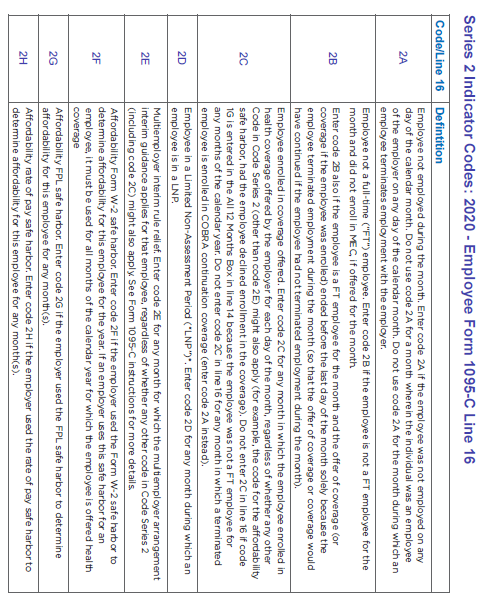 Series 2 Indicator Codes: 2020 - Employee Form 1095-C Line 16
Code/Line 16 Definition
2A
Employee not employed during the month. Enter code 2A if the employee was not employed on any
day of the calendar month. Do not use code 2A for a month wherein the individual was an employee
of the employer on any day of the calendar month. Do not use code 2A for the month during which an
employee terminates employment with the employer.
2B
Employee not a full-time ("FT") employee. Enter code 2B if the employee is not a FT employee for the
month and did not enroll in MEC, if offered for the month.
Enter code 2B also if the employee is a FT employee for the month and the offer of coverage (or
coverage if the employee was enrolled) ended before the last day of the month solely because the
employee terminated employment during the month (so that the offer of coverage or coverage would
have continued if the employee had not terminated employment during the month).
2C
Employee enrolled in coverage offered. Enter code 2C for any month in which the employee enrolled in
health coverage offered by the employer for each day of the month, regardless of whether any other
Code in Code Series 2 (other than code 2E) might also apply (for example, the code for the affordability
safe harbor, had the employee declined enrollment in the coverage). Do not enter 2C in line 16 if code
1G is entered in the All 12 Months Box in line 14 because the employee was not a FT employee for
any months of the calendar year. Do not enter code 2C in line 16 for any month in which a terminated
employee is enrolled in COBRA continuation coverage (enter code 2A instead).
2D
Employee in a Limited Non-Assessment Period ("LNP")*. Enter code 2D for any month during which an
employee is in a LNP.
2E
Multiemployer interim rule relief. Enter code 2E for any month for which the multiemployer arrangement
interim guidance applies for that employee, regardless of whether any other code in Code Series 2
(including code 2C) might also apply. See Form 1095-C instructions for more details.
2F
Affordability Form W-2 safe harbor. Enter code 2F if the employer used the Form W-2 safe harbor to
determine affordability for this employee for the year. If an employer uses this safe harbor for an
employee, it must be used for all months of the calendar year for which the employee is offered health
coverage
2G
Affordability FPL safe harbor. Enter code 2G if the employer used the FPL safe harbor to determine
affordability for this employee for any month(s).
2H
Affordability rate of pay safe harbor. Enter code 2H if the employer used the rate of pay safe harbor to
determine affordability for this employee for any month(s).